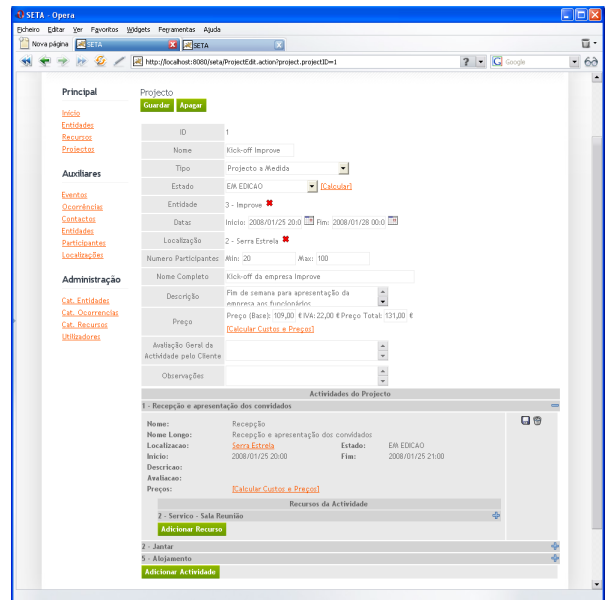 SETA - Opera
Ficheiro Editar Ver Favoritos Widgets Ferramentas Ajuda
Nova página SETA SETA
http://localhost:8080/seta/ProjectEdit.action?project.projectID=1 ? Google
Principal
Início
Entidades
Recursos
Projectos
Auxiliares
Eventos
Ocorrências
Contactos
Entidades
Participantes
Localizações
Administração
Cat. Entidades
Cat. Ocorrencias
Cat. Recursos
Utilizadores
Projecto
Guardar Apagar
ID 1
Nome Kick-off Improve
Tipo Projecto a Medida
Estado EM EDICAO [Calcular]
Entidade 3 - Improve
Datas Inicio: 2008/01/25 20:0 Fim: 2008/01/28 00:0
Localização 2 - Serra Estrela
Numero Participantes Min: 20 Max: 100
Nome Completo Kick-off da empresa Improve
Descrição Fim de semana para apresentação da
empresa aos funcionários
Preço Preço (Base): 109,00 € IVA: 22,00 € Preço Total: 131,00 €
[Calcular Custos e Preços]
Avaliação Geral da
Actividade pelo Cliente
Observações
Actividades do Projecto
1 - Recepção e apresentação dos convidados
Nome: Recepção
Nome Longo: Recepção e apresentação dos convidados
Localizacao: Serra Estrela Estado: EM EDICAO
Inicio: 2008/01/25 20:00 Fim: 2008/01/25 21:00
Descricao:
Avaliacao:
Preços: [Calcular Custos e Preços]
Recursos da Actividade
2 - Servico - Sala Reunião
Adicionar Recurso
2 - Jantar
5 - Alojamento
Adicionar Actividade